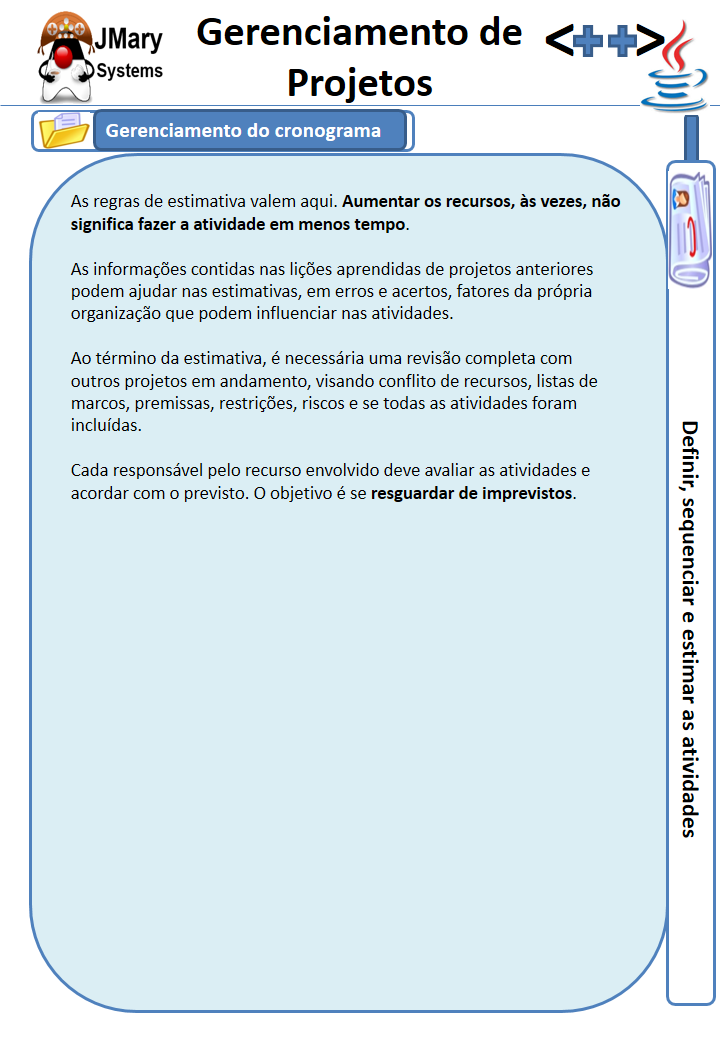 JMary
Systems
Gerenciamento de
Projetos
<++>
Gerenciamento do cronograma
As regras de estimativa valem aqui. Aumentar os recursos, às vezes, não
significa fazer a atividade em menos tempo.
As informações contidas nas lições aprendidas de projetos anteriores
podem ajudar nas estimativas, em erros e acertos, fatores da própria
organização que podem influenciar nas atividades.
Ao término da estimativa, é necessária uma revisão completa com
outros projetos em andamento, visando conflito de recursos, listas de
marcos, premissas, restrições, riscos e se todas as atividades foram
incluídas.
Cada responsável pelo recurso envolvido deve avaliar as atividades e
acordar com o previsto. O objetivo é se resguardar de imprevistos.
Definir, sequenciar e estimar as atividades